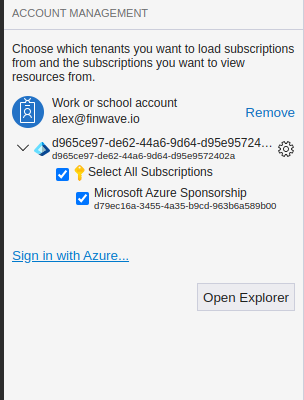 ACCOUNT MANAGEMENT
Choose which tenants you want to load subscriptions
from and the subscriptions you want to view
resources from.
Work or school account
alex@finwave.io
Remove
d965ce97-de62-44a6-9d64-d95e95724...
d965ce97-de62-44a6-9d64-d95e9572402a
Select All Subscriptions
Microsoft Azure Sponsorship
d79ec16a-3455-4a35-b9cd-963b6a589b00
Sign in with Azure...
Open Explorer